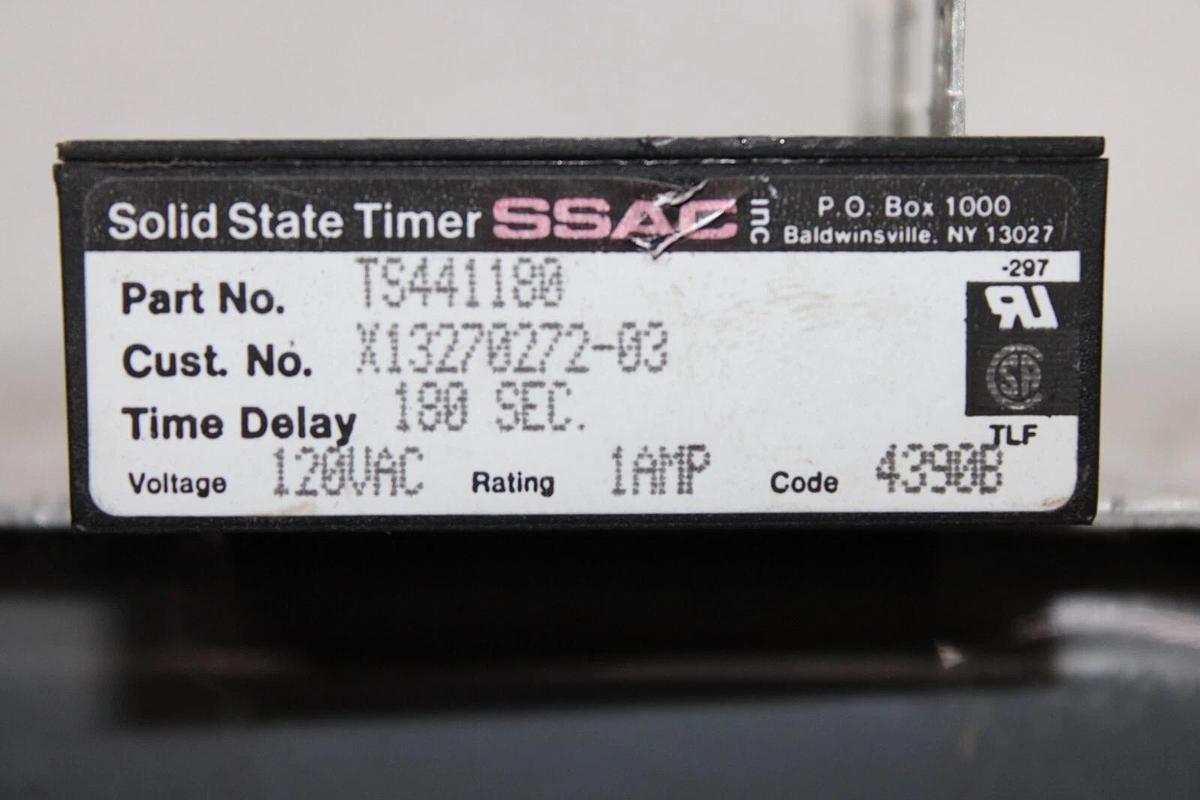 Solid State Timer SSAC INC
P.O. Box 1000
Baldwinsville, NY 13027
-297
Part No. TS441180
Cust. No. X13270272-03
Time Delay 180 SEC.
TLF
Voltage 120VAC Rating 1AMP Code 4390B